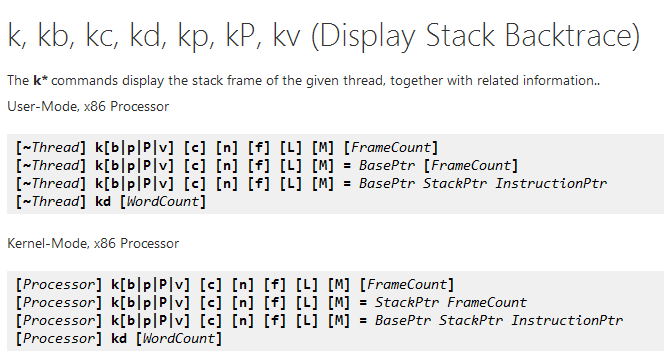 k, kb, kc, kd, kp, kP, kv (Display Stack Backtrace)
The k* commands display the stack frame of the given thread, together with related information..
User-Mode, x86 Processor
[~Thread] k[b|p|P|v] [c] [n] [f] [L] [M] [FrameCount]
[~Thread] k[b|p|P|v] [c] [n] [f] [L] [M] = BasePtr [FrameCount]
[~Thread] k[b|p|P|v] [c] [n] [f] [L] [M] = BasePtr StackPtr InstructionPtr
[~Thread] kd [WordCount]
Kernel-Mode, x86 Processor
[Processor] k[b|p|P|v] [c] [n] [f] [L] [M] [FrameCount]
[Processor] k[b|p|P|v] [c] [n] [f] [L] [M] = StackPtr FrameCount
[Processor] k[b|p|P|v] [c] [n] [f] [L] [M] = BasePtr StackPtr InstructionPtr
[Processor] kd [WordCount]